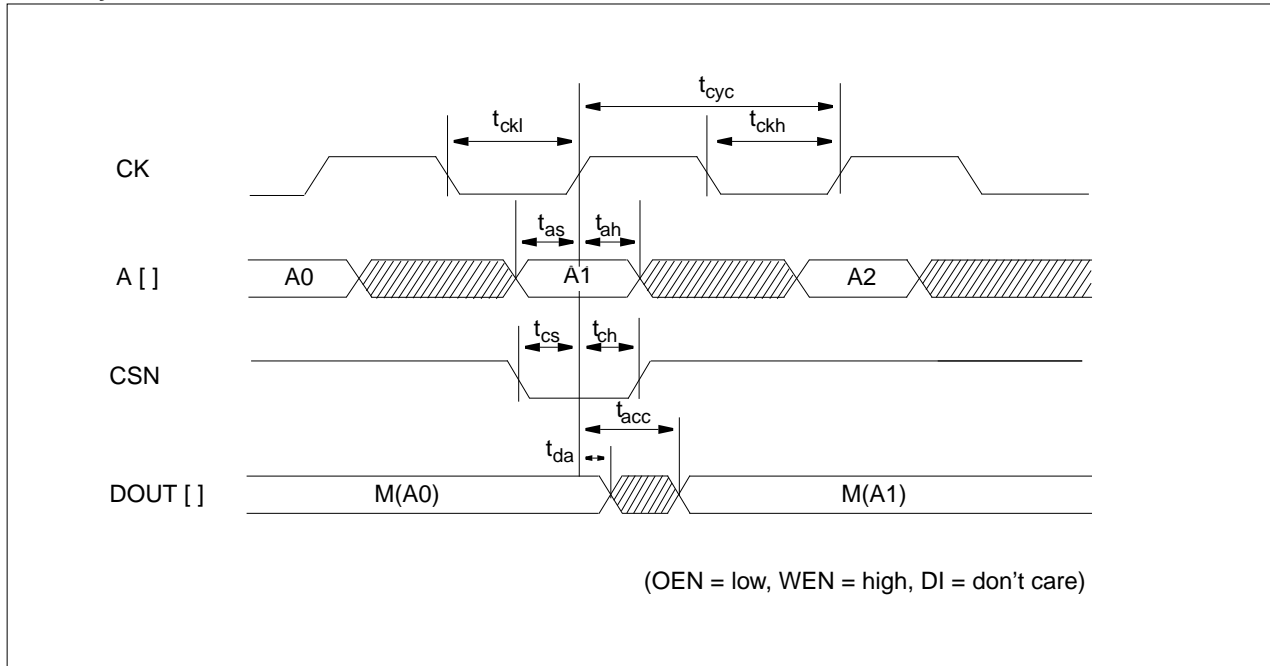 tcyc
tckl
tckh
CK
tas
tah
A [ ]
A0
A1
A2
tcs
tch
CSN
tacc
tda
DOUT [ ]
M(A0)
M(A1)
(OEN = low, WEN = high, DI = don't care)